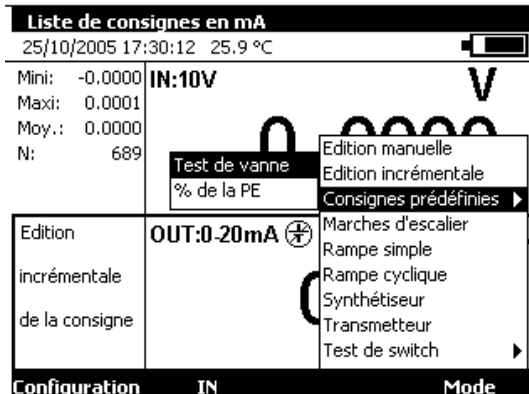 Liste de consignes en mA
25/10/2005 17:30:12 25.9 °C
Mini: -0.0000
Maxi: 0.0001
Moy.: 0.0000
N: 689
IN:10V
V
Test de vanne
% de la PE
Edition manuelle
Edition incrémentale
Consignes prédéfinies
Marches d'escalier
Rampe simple
Rampe cyclique
Synthétiseur
Transmetteur
Test de switch
Edition
incrémentale
de la consigne
OUT:0-20mA
Configuration IN Mode